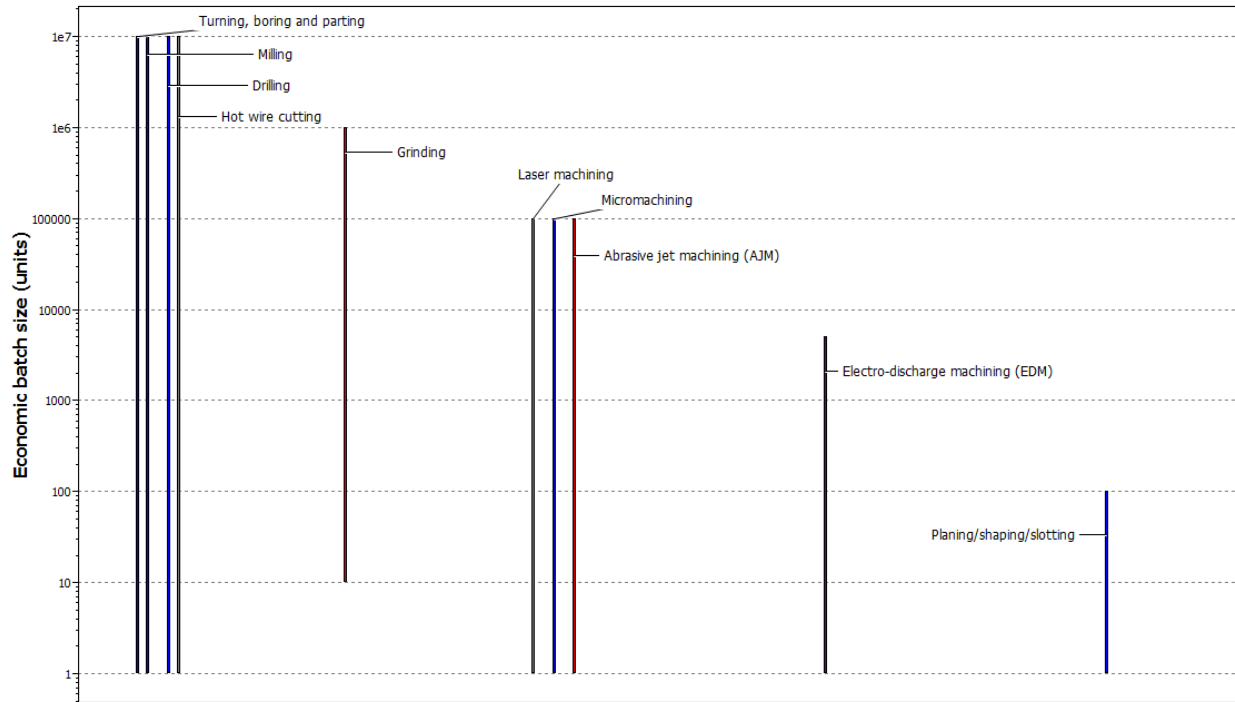 Turning, boring and parting
1e7
Milling
Drilling
Hot wire cutting
1e6
Grinding
Laser machining
Micromachining
100000
Abrasive jet machining (AJM)
10000
Electro-discharge machining (EDM)
1000
Economic batch size (units)
100
Planing/shaping/slotting
10
1